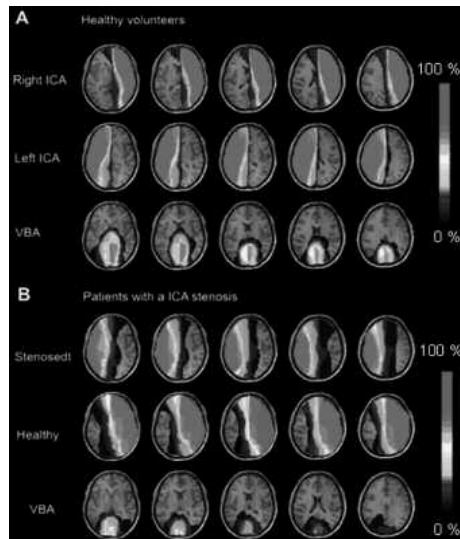 A
Healthy volunteers
Right ICA
100 %
Left ICA
VBA
0 %
B
Patients with a ICA stenosis
Stenosedt
100 %
Healthy
VBA
0 %